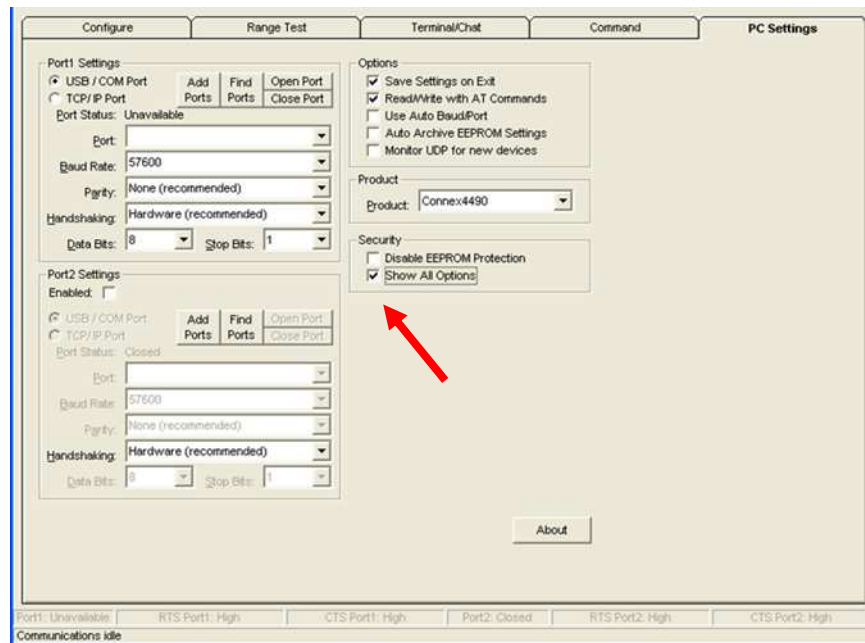 Configure Range Test Terminal/Chat Command PC Settings
Port1 Settings
USB / COM Port
TCP/IP Port
Add Ports
Find Ports
Open Port
Close Port
Port Status: Unavailable
Port:
Baud Rate: 57600
Parity: None (recommended)
Handshaking: Hardware (recommended)
Data Bits: 8 Stop Bits: 1
Port2 Settings
Enabled:
USB / COM Port
TCP/IP Port
Add Ports
Find Ports
Open Port
Close Port
Port Status: Closed
Port:
Baud Rate: 57600
Parity: None (recommended)
Handshaking: Hardware (recommended)
Data Bits: 8 Stop Bits: 1
Options
Save Settings on Exit
Read/Write with AT Commands
Use Auto Baud/Port
Auto Archive EEPROM Settings
Monitor UDP for new devices
Product
Product: Connex4490
Security
Disable EEPROM Protection
Show All Options
About
Port1: Unavailable RTS Port1: High CTS Port1: High Port2: Closed RTS Port2: High CTS Port2: High
Communications idle